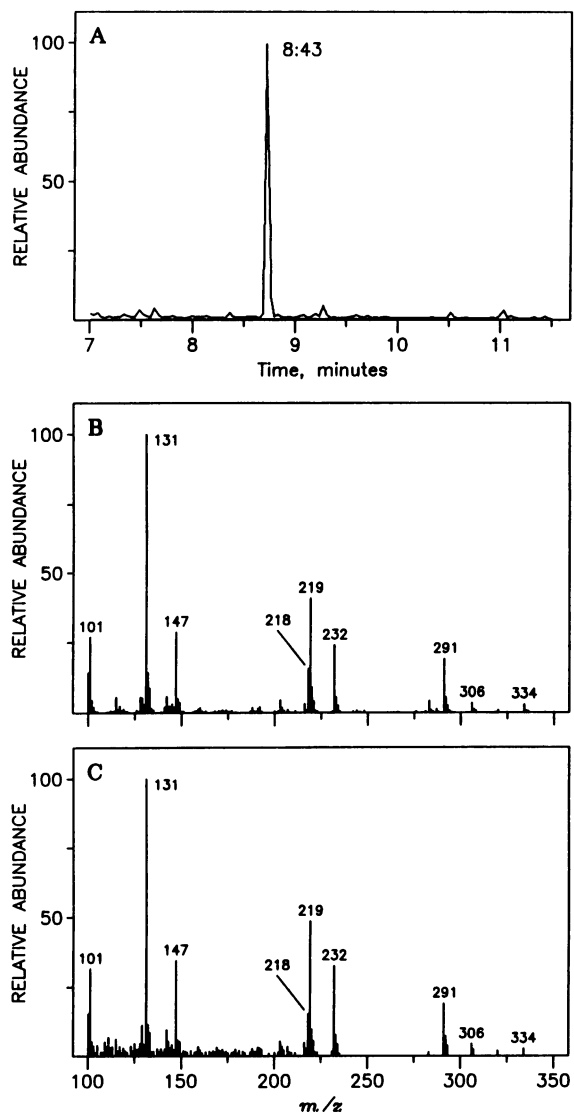 A
8:43
RELATIVE ABUNDANCE
100
50
7 8 9 10 11
Time, minutes
B
RELATIVE ABUNDANCE
100
50
131
101
147
218
219
232
291
306
334
C
RELATIVE ABUNDANCE
100
50
131
101
147
218
219
232
291
306
334
100 150 200 250 300 350
m/z